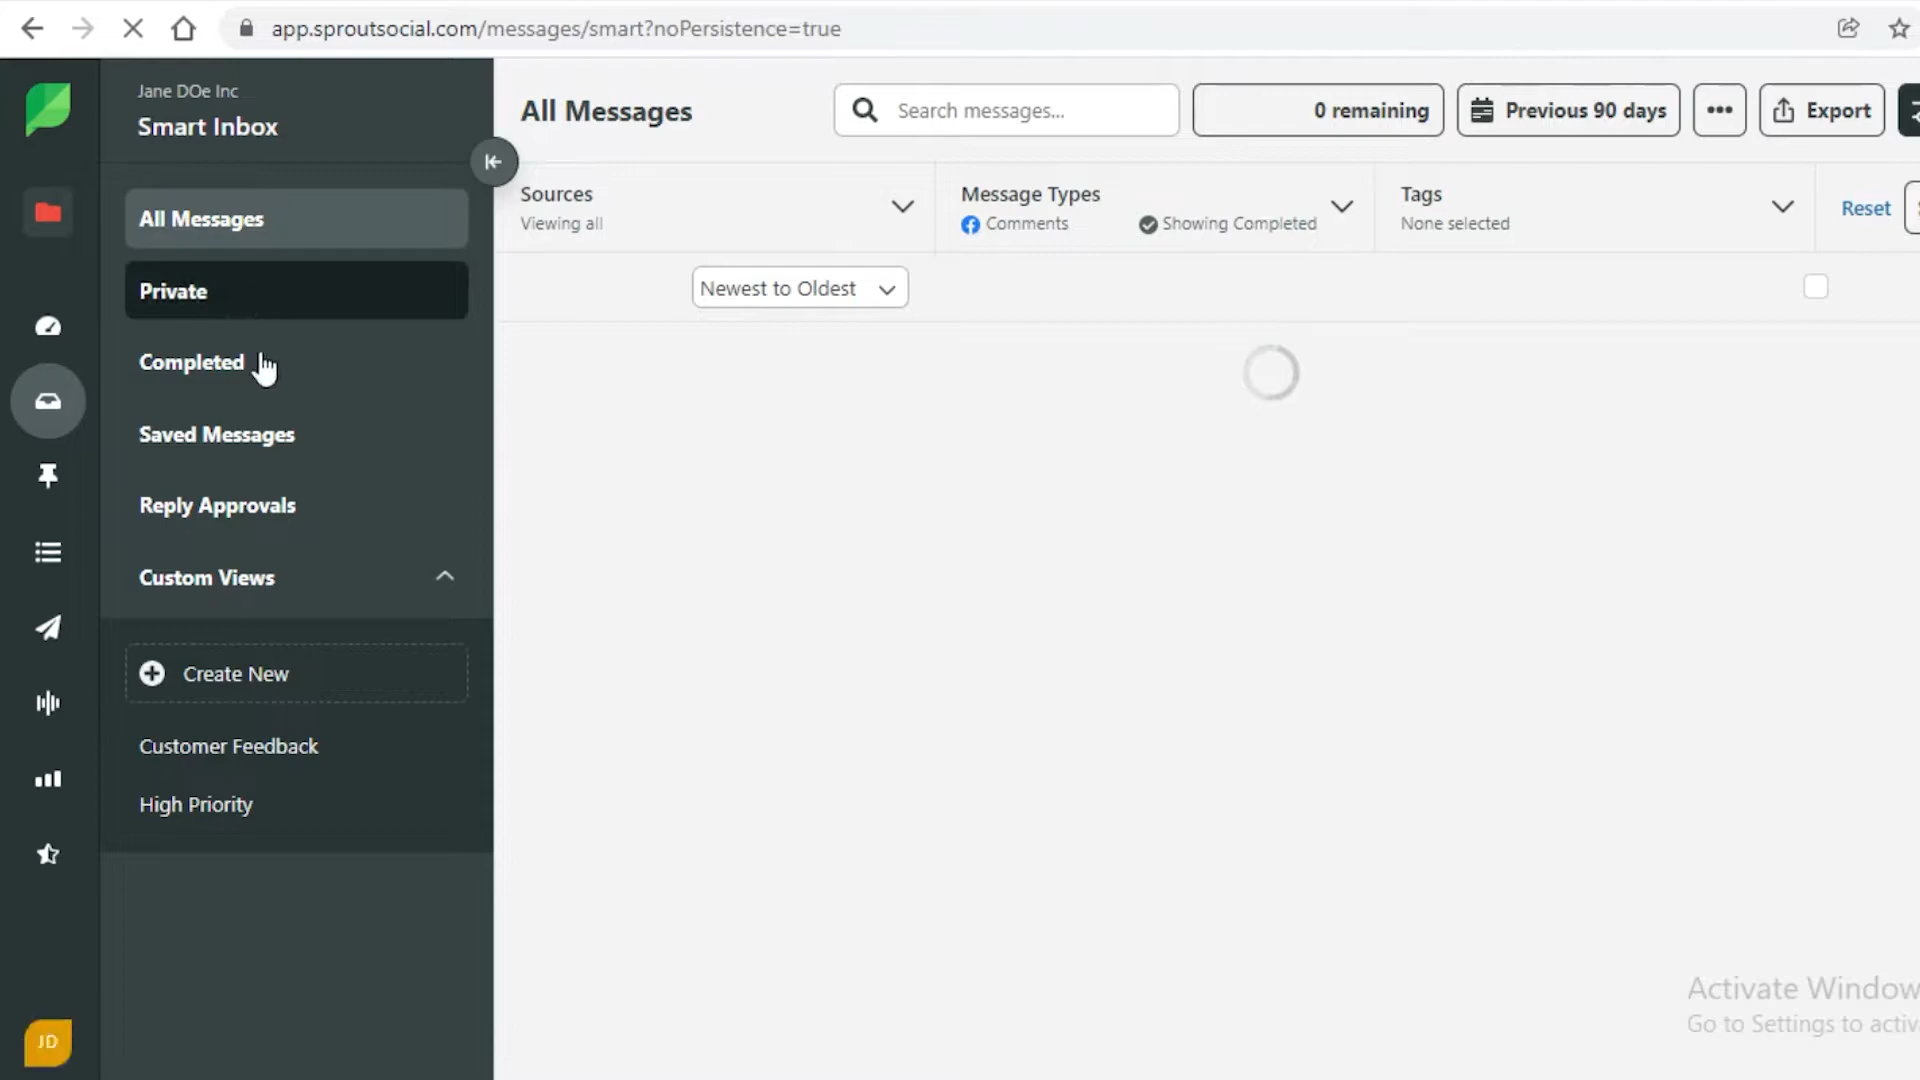 app.sproutsocial.com/messages/smart?noPersistence=true
Jane DOe Inc
Smart Inbox
All Messages
Private
Completed
Saved Messages
Reply Approvals
Custom Views
Create New
Customer Feedback
High Priority
JD
All Messages
Search messages...
0 remaining
Previous 90 days
Export
Sources
Viewing all
Message Types
Comments
Showing Completed
Tags
None selected
Reset
Newest to Oldest
Activate Window
Go to Settings to activ